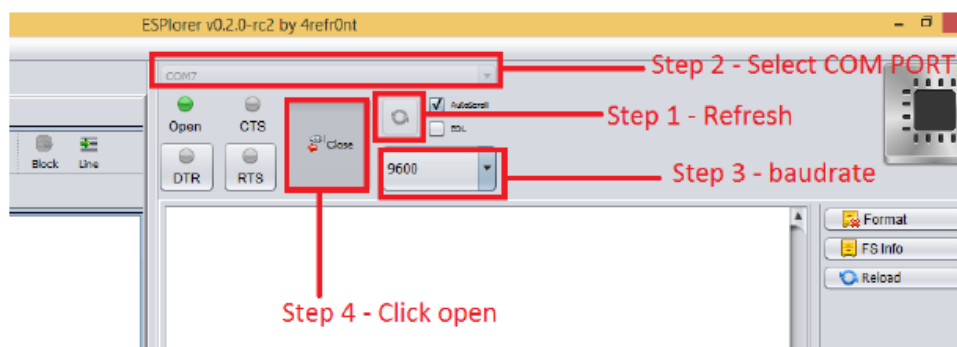 ESPlorer v0.2.0-rc2 by 4refr0nt
COM7
Step 2 - Select COM PORT
Open
CTS
Close
AutoScroll
EOL
Step 1 - Refresh
Block
Line
DTR
RTS
9600
Step 3 - baudrate
Format
FS Info
Reload
Step 4 - Click open